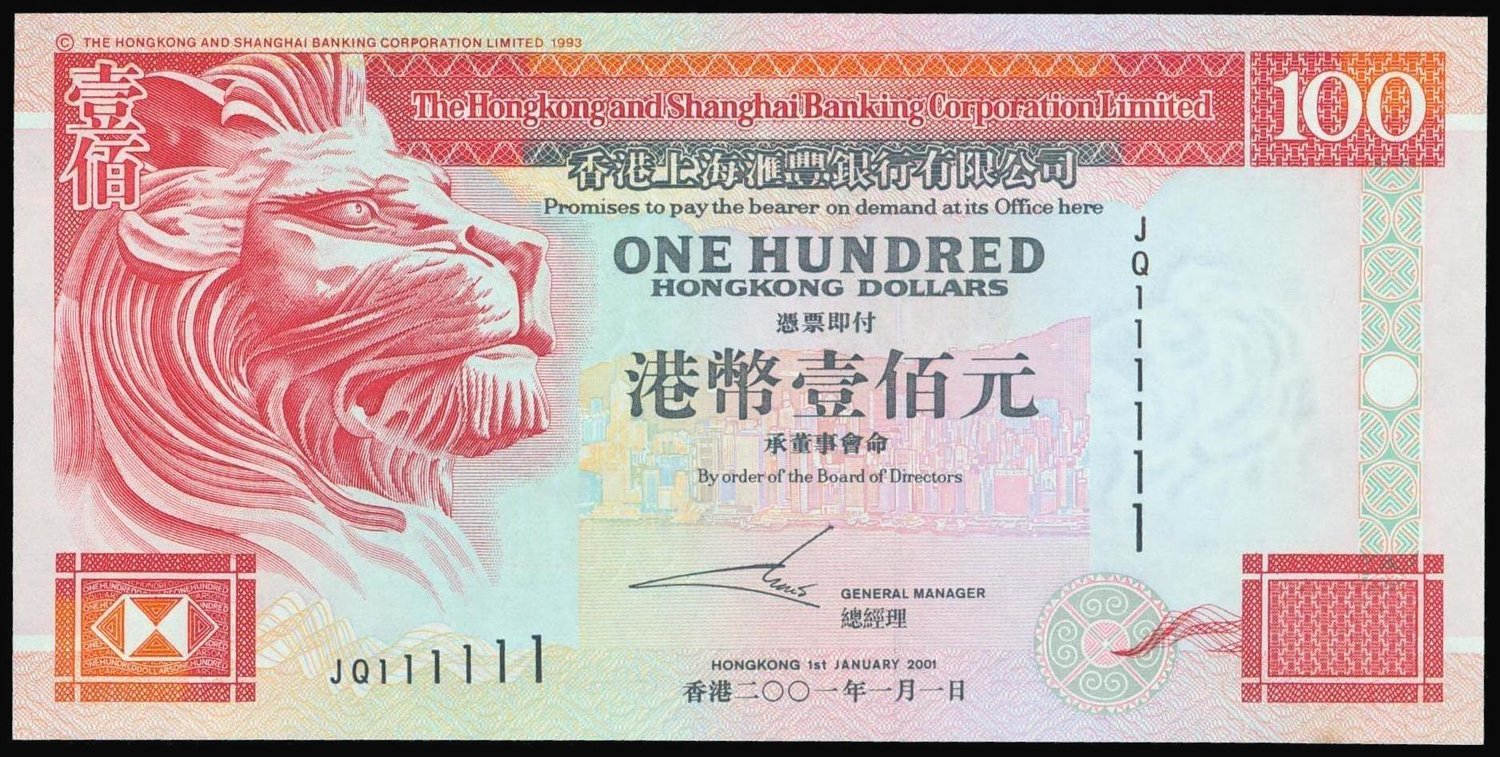 © THE HONGKONG AND SHANGHAI BANKING CORPORATION LIMITED 1993
壹佰
The Hongkong and Shanghai Banking Corporation Limited
100
香港上海滙豐銀行有限公司
Promises to pay the bearer on demand at its Office here
ONE HUNDRED
HONGKONG DOLLARS
憑票即付
港幣壹佰元
承董事會命
By order of the Board of Directors
GENERAL MANAGER
總經理
HONGKONG 1st JANUARY 2001
香港二〇〇一年一月一日
JQ111111
JQ111111